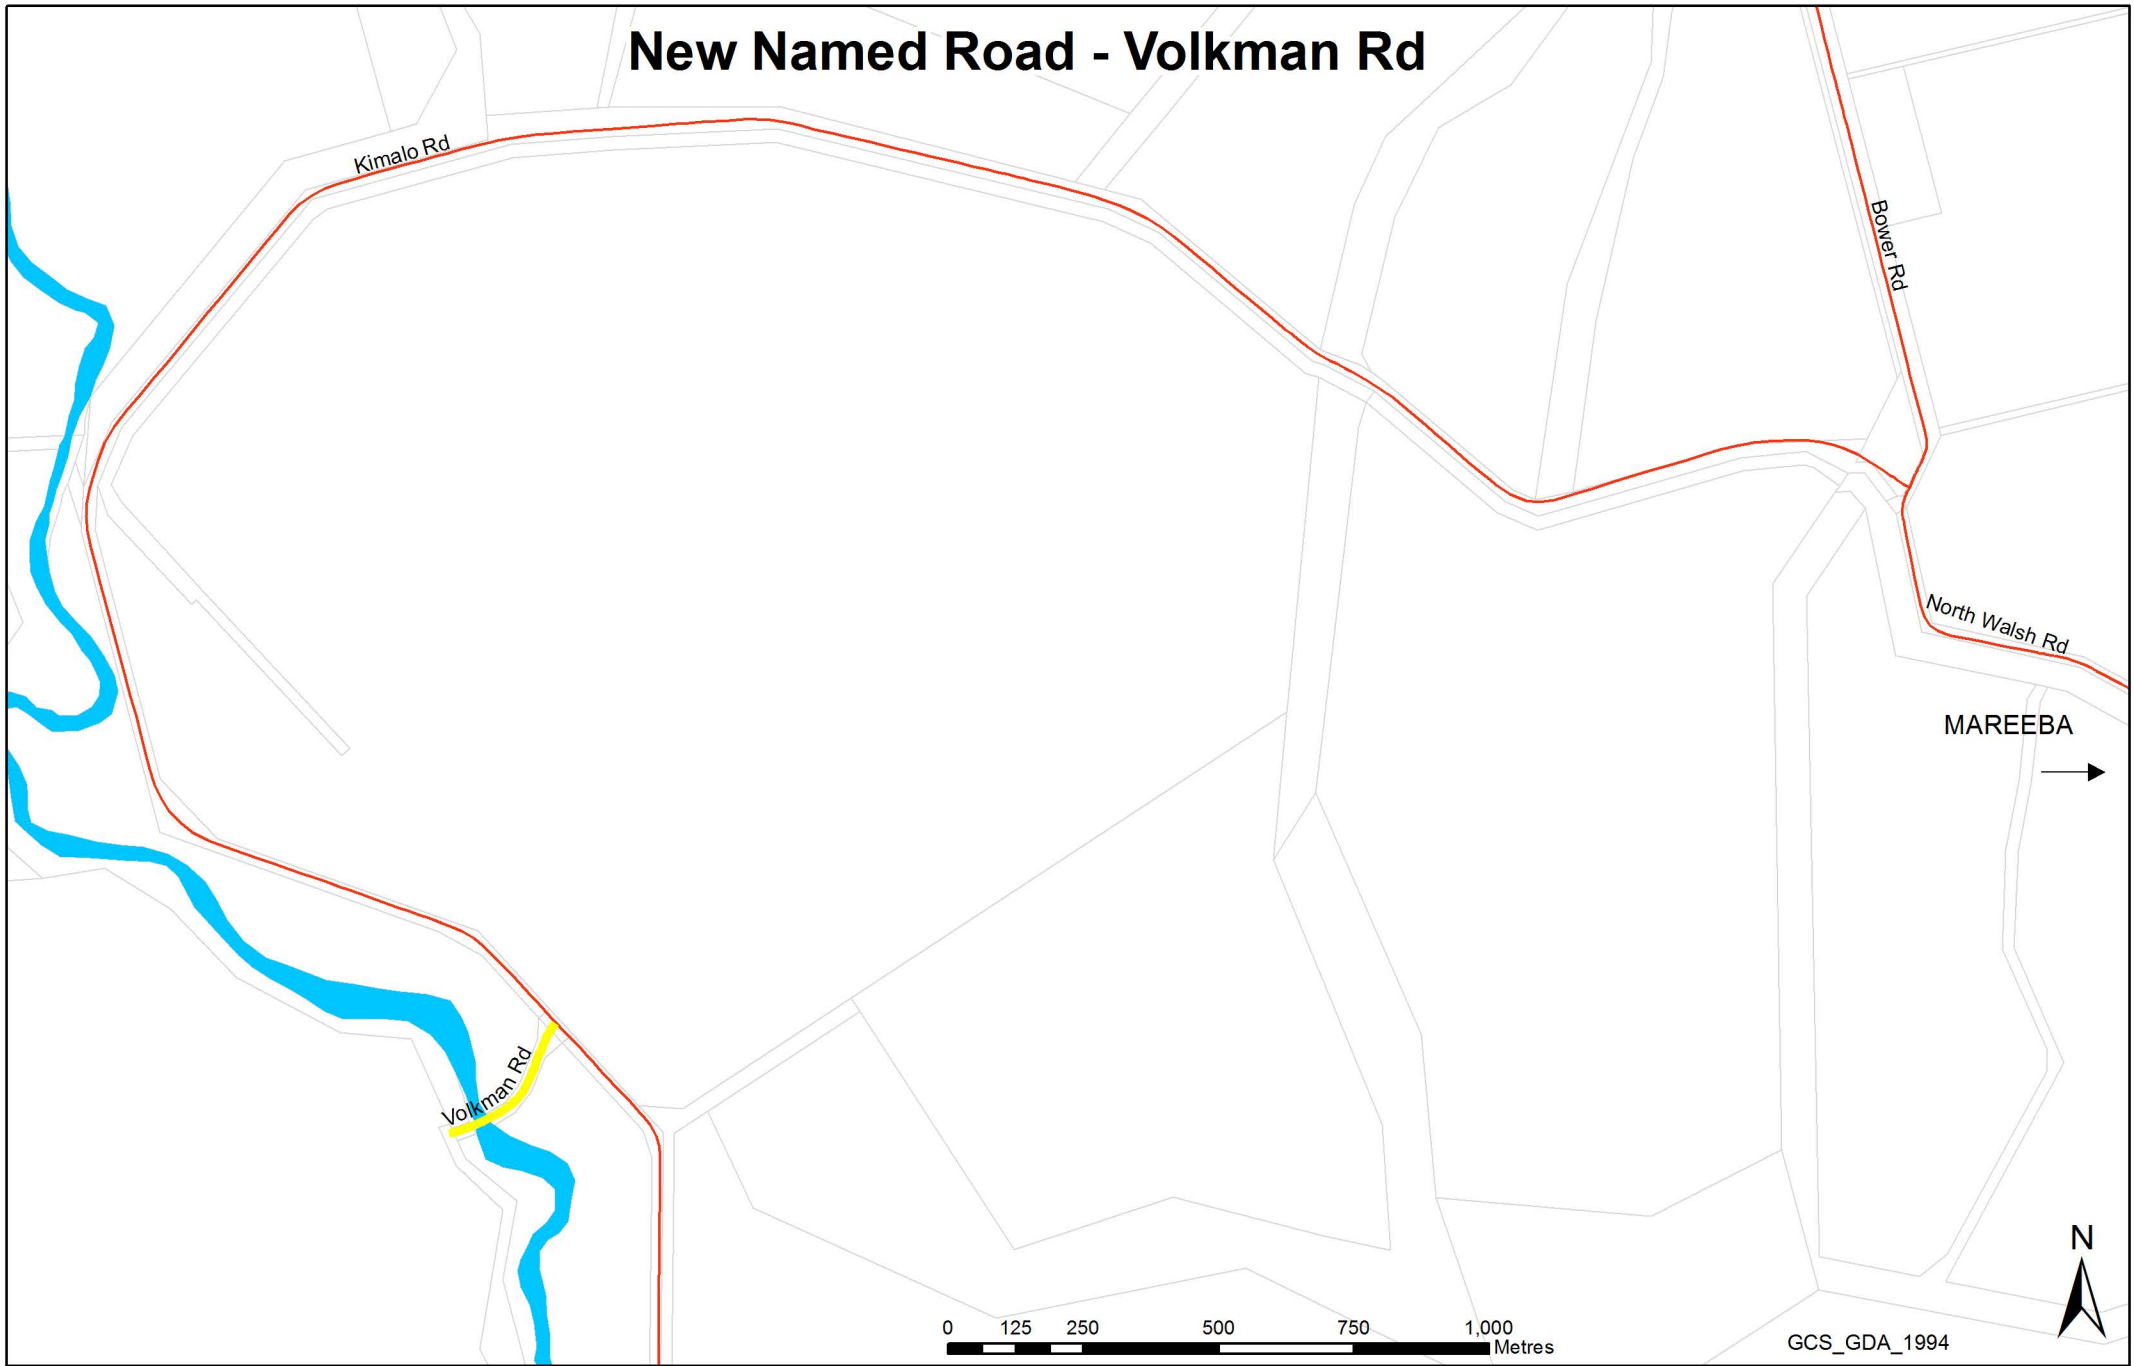 New Named Road - Volkman Rd
Kimalo Rd
Bower Rd
North Walsh Rd
MAREEBA
Volkman Rd
N
0 125 250 500 750 1,000
Metres
GCS_GDA_1994